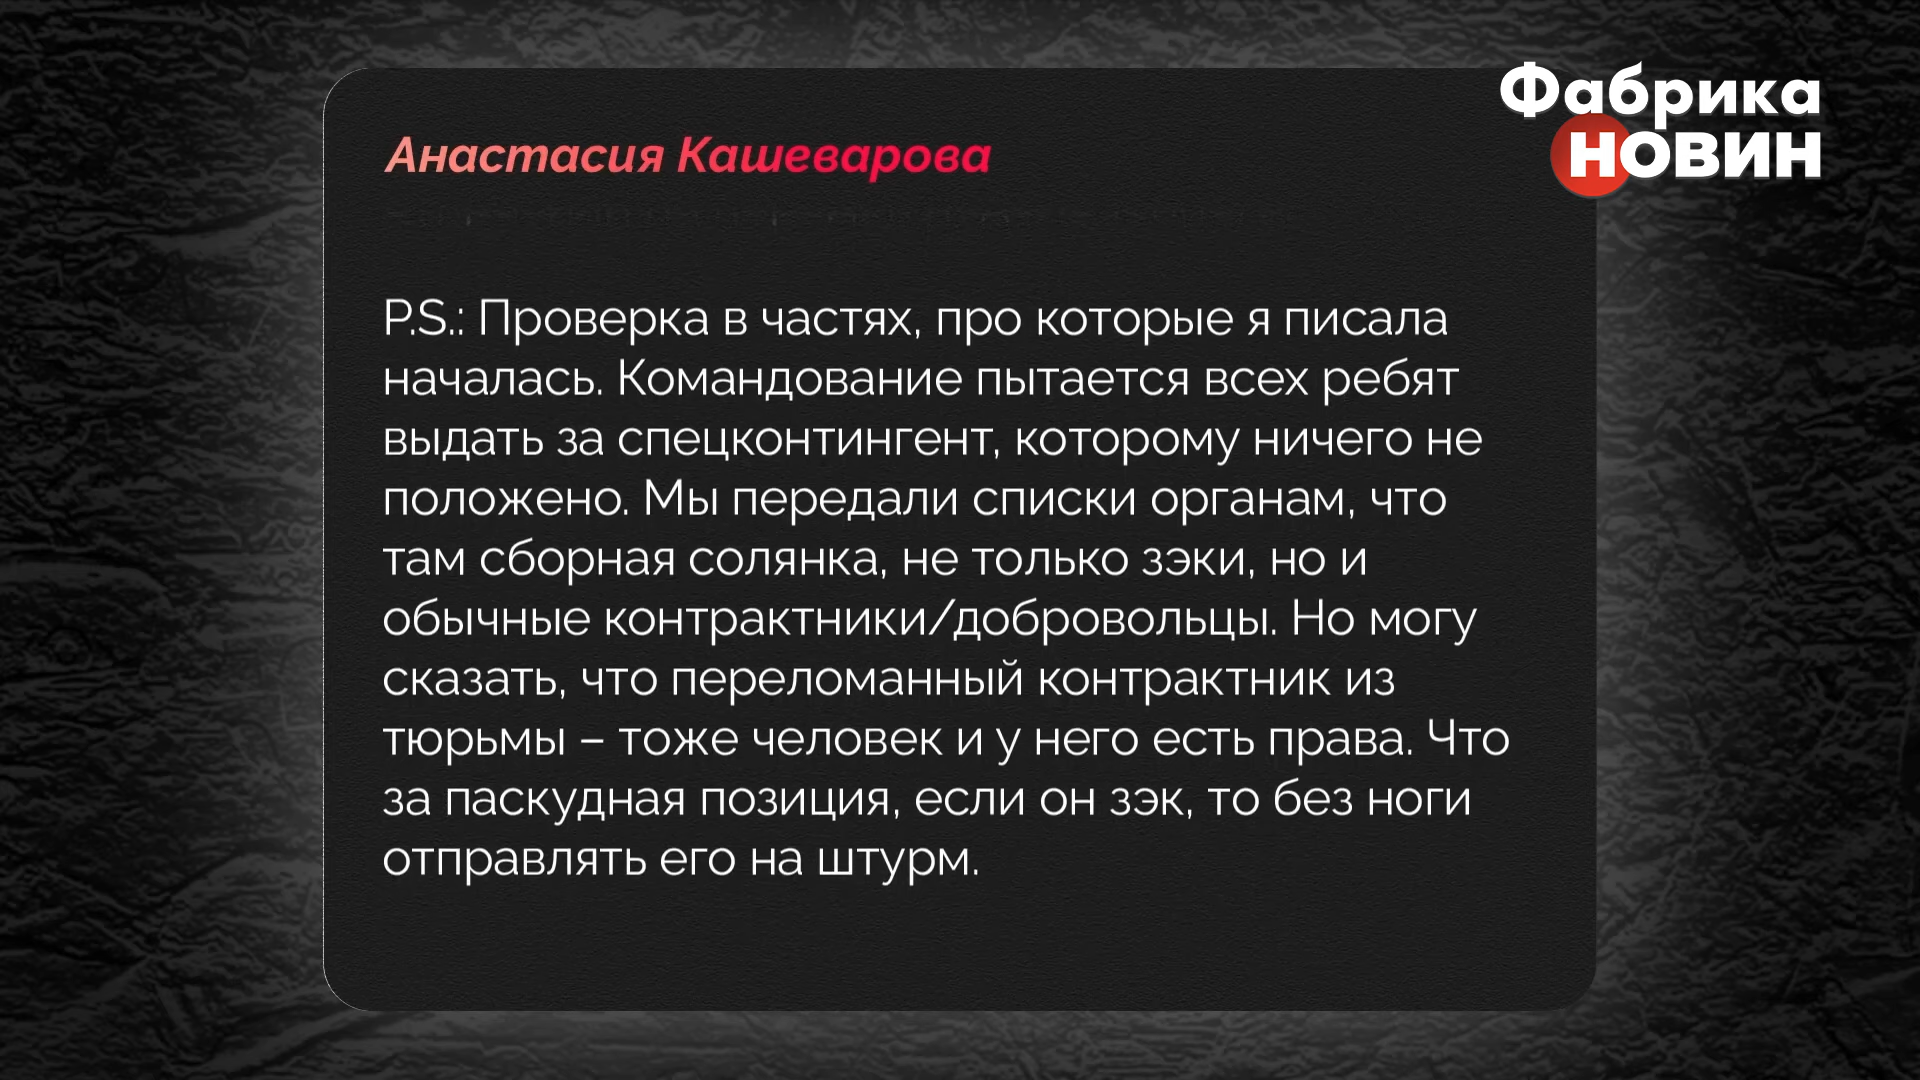 Фабрика
новин
Анастасия Кашеварова
P.S.: Проверка в частях, про которые я писала
началась. Командование пытается всех ребят
выдать за спецконтингент, которому ничего не
положено. Мы передали списки органам, что
там сборная солянка, не только зэки, но и
обычные контрактники/добровольцы. Но могу
сказать, что переломанный контрактник из
тюрьмы – тоже человек и у него есть права. Что
за паскудная позиция, если он зэк, то без ноги
отправлять его на штурм.